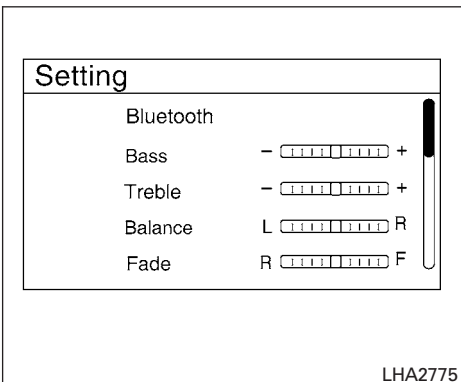 Setting
Bluetooth
Bass - +
Treble - +
Balance L R
Fade R F
LHA2775